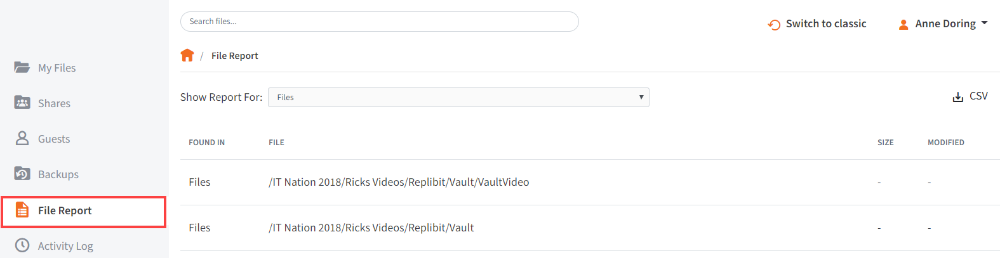 Search files...
Switch to classic
Anne Doring
My Files
Shares
Guests
Backups
File Report
Activity Log
/ File Report
Show Report For: Files
CSV
FOUND IN FILE SIZE MODIFIED
Files /IT Nation 2018/Ricks Videos/Replibit/Vault/VaultVideo - -
Files /IT Nation 2018/Ricks Videos/Replibit/Vault - -